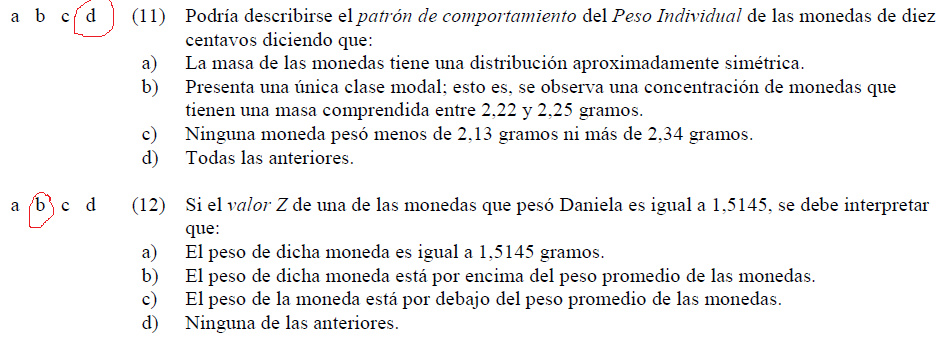 a b c d (11) Podría describirse el patrón de comportamiento del Peso Individual de las monedas de diez
centavos diciendo que:
a) La masa de las monedas tiene una distribución aproximadamente simétrica.
b) Presenta una única clase modal; esto es, se observa una concentración de monedas que
tienen una masa comprendida entre 2,22 y 2,25 gramos.
c) Ninguna moneda pesó menos de 2,13 gramos ni más de 2,34 gramos.
d) Todas las anteriores.
a b c d (12) Si el valor Z de una de las monedas que pesó Daniela es igual a 1,5145, se debe interpretar
que:
a) El peso de dicha moneda es igual a 1,5145 gramos.
b) El peso de dicha moneda está por encima del peso promedio de las monedas.
c) El peso de la moneda está por debajo del peso promedio de las monedas.
d) Ninguna de las anteriores.